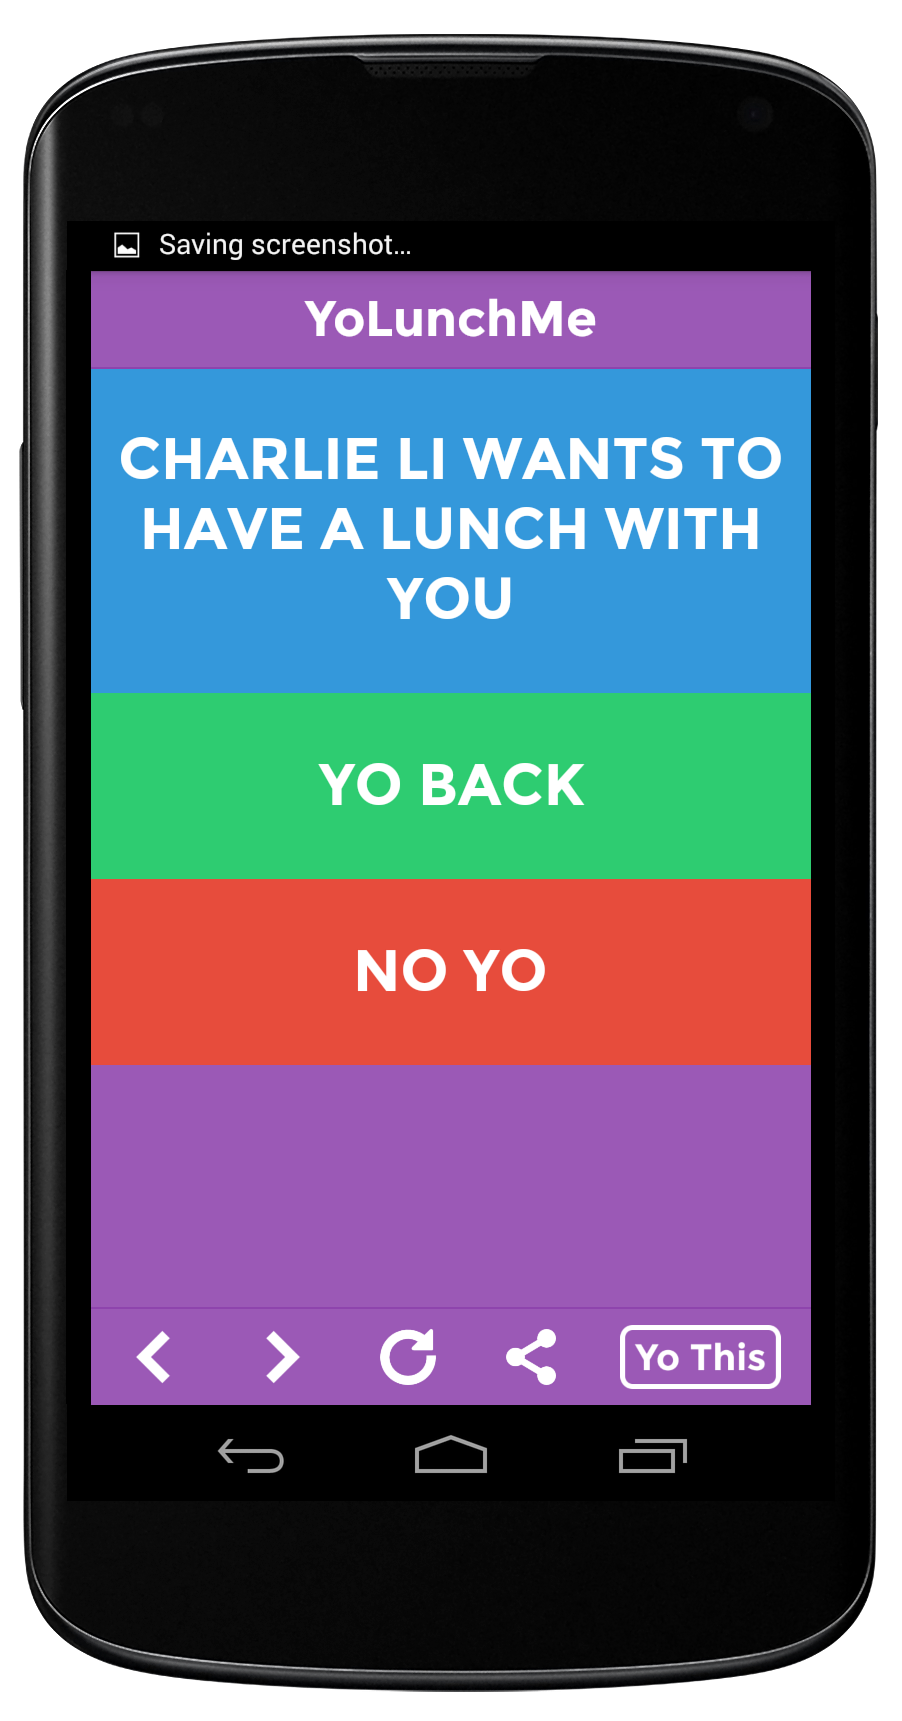 Saving screenshot...
YoLunchMe
CHARLIE LI WANTS TO
HAVE A LUNCH WITH
YOU
YO BACK
NO YO
Yo This